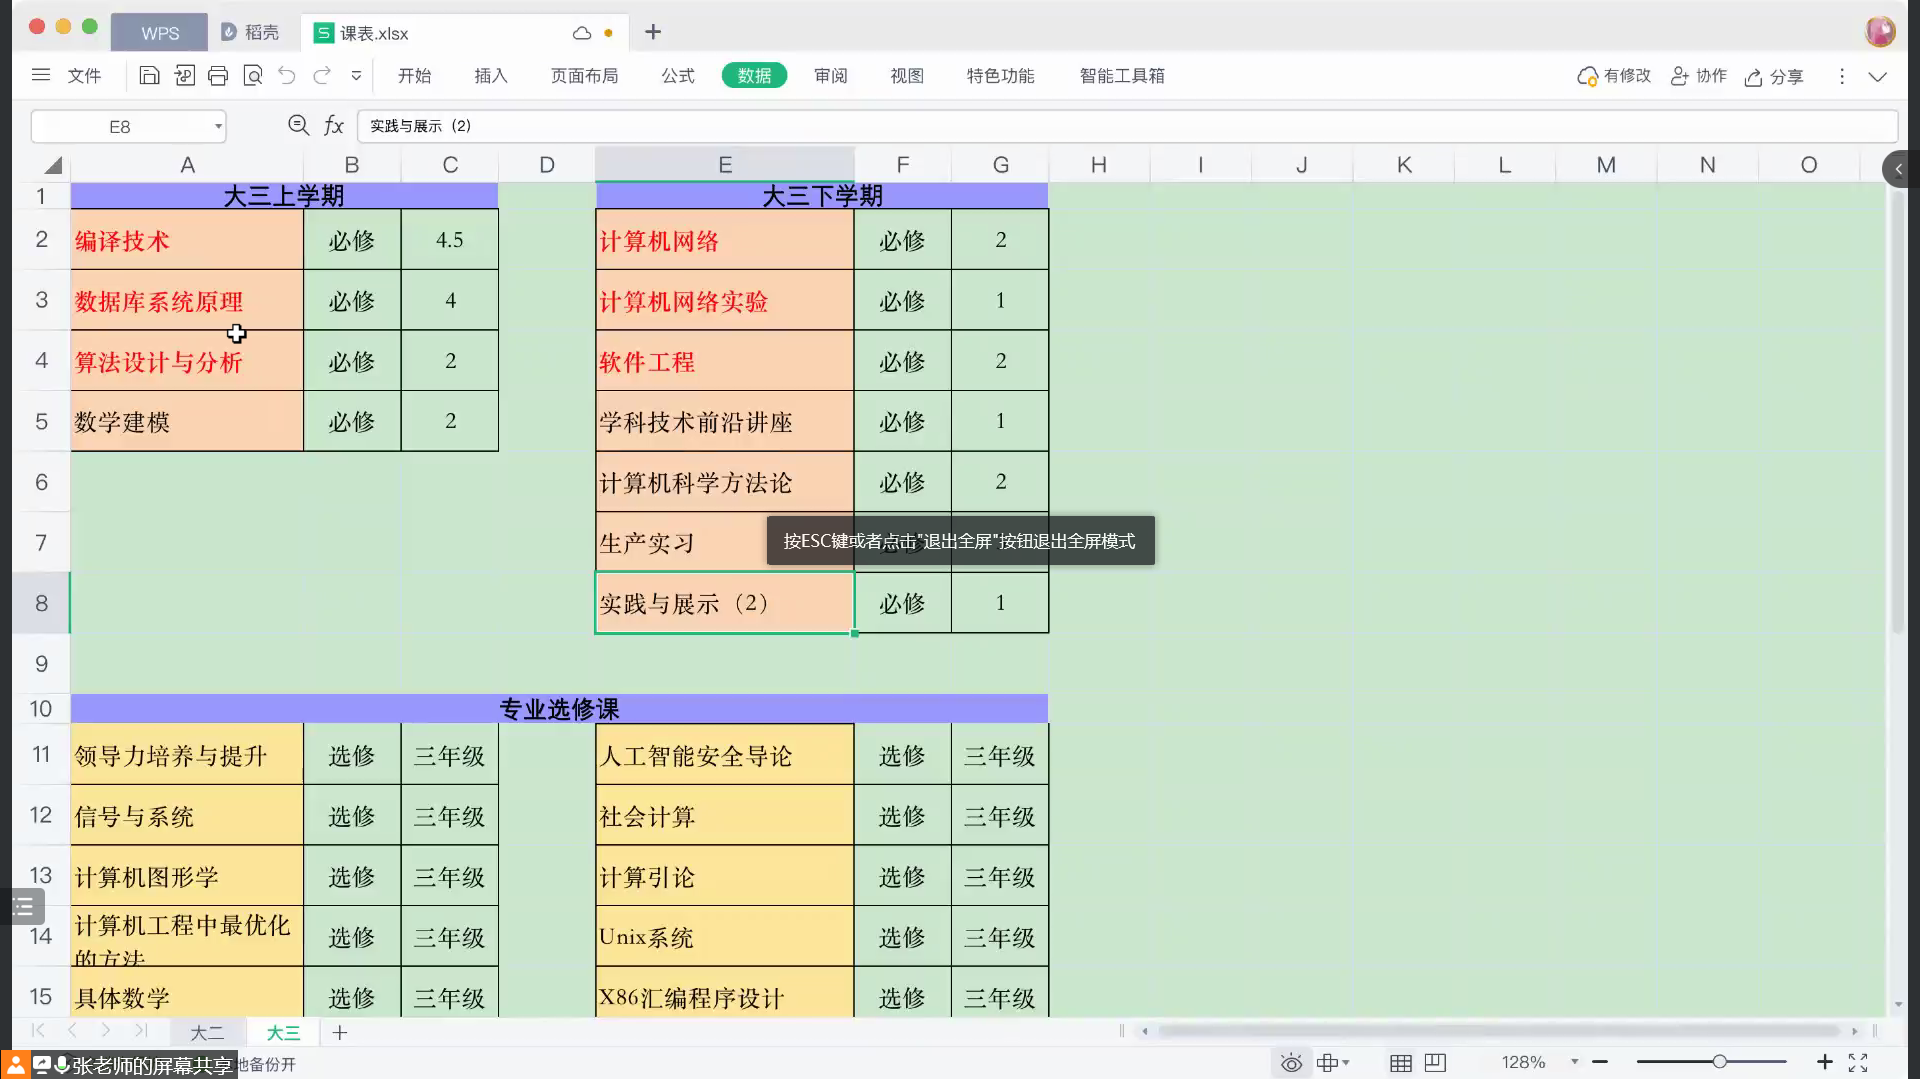 WPS 稻壳 S 课表.xlsx
文件 开始 插入 页面布局 公式 数据 审阅 视图 特色功能 智能工具箱 有修改 协作 分享
E8 fx 实践与展示（2）
A B C D E F G H I J K L M N O
1 大三上学期 大三下学期
2 编译技术 必修 4.5 计算机网络 必修 2
3 数据库系统原理 必修 4 计算机网络实验 必修 1
4 算法设计与分析 必修 2 软件工程 必修 2
5 数学建模 必修 2 学科技术前沿讲座 必修 1
6 计算机科学方法论 必修 2
7 生产实习
按ESC键或者点击"退出全屏"按钮退出全屏模式
8 实践与展示（2） 必修 1
9
10 专业选修课
11 领导力培养与提升 选修 三年级 人工智能安全导论 选修 三年级
12 信号与系统 选修 三年级 社会计算 选修 三年级
13 计算机图形学 选修 三年级 计算引论 选修 三年级
14 计算机工程中最优化的方法 选修 三年级 Unix系统 选修 三年级
15 具体数学 选修 三年级 X86汇编程序设计 选修 三年级
大二 大三
张老师的屏幕共享 地备份开 128%